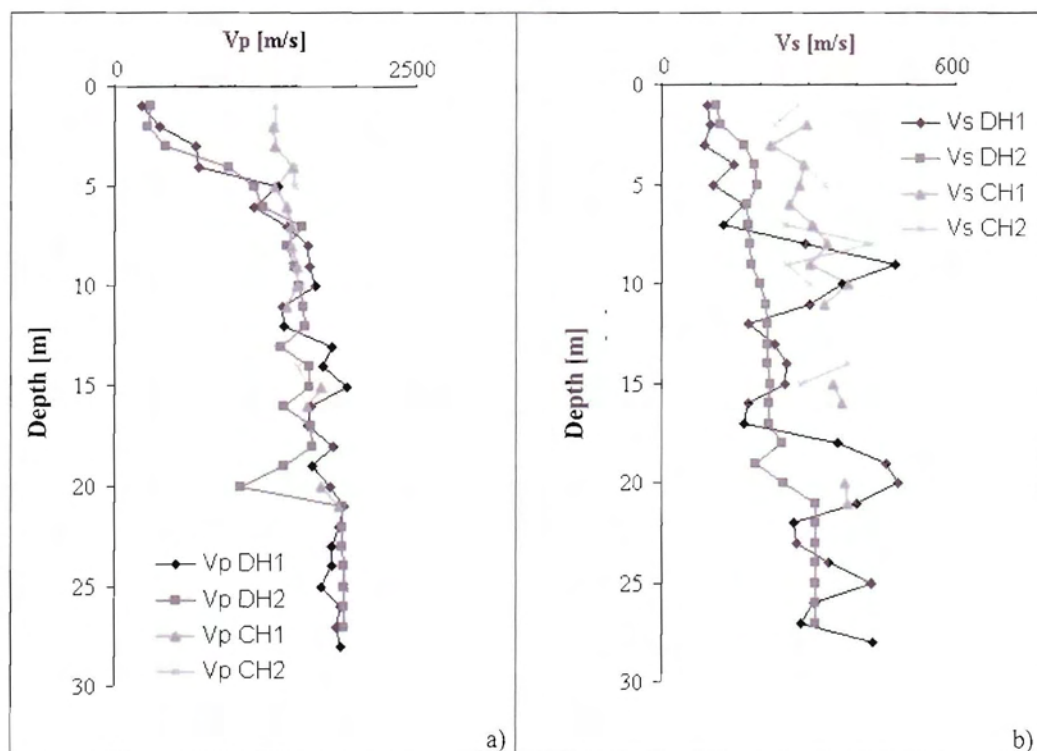 Vp [m/s]
0 2500
0
5
10
15
20
25
30
Depth [m]
Vp DH1
Vp DH2
Vp CH1
Vp CH2
a)
Vs [m/s]
0 600
0
5
10
15
20
25
30
Depth [m]
Vs DH1
Vs DH2
Vs CH1
Vs CH2
b)